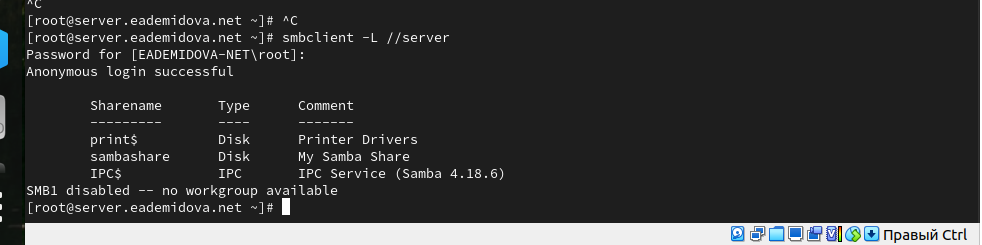 ^C
[root@server.eademidova.net ~]# ^C
[root@server.eademidova.net ~]# smbclient -L //server
Password for [EADEMIDOVA-NET\root]:
Anonymous login successful
Sharename Type Comment
--------- ---- -------
print$ Disk Printer Drivers
sambashare Disk My Samba Share
IPC$ IPC IPC Service (Samba 4.18.6)
SMB1 disabled -- no workgroup available
[root@server.eademidova.net ~]#
Правый Ctrl